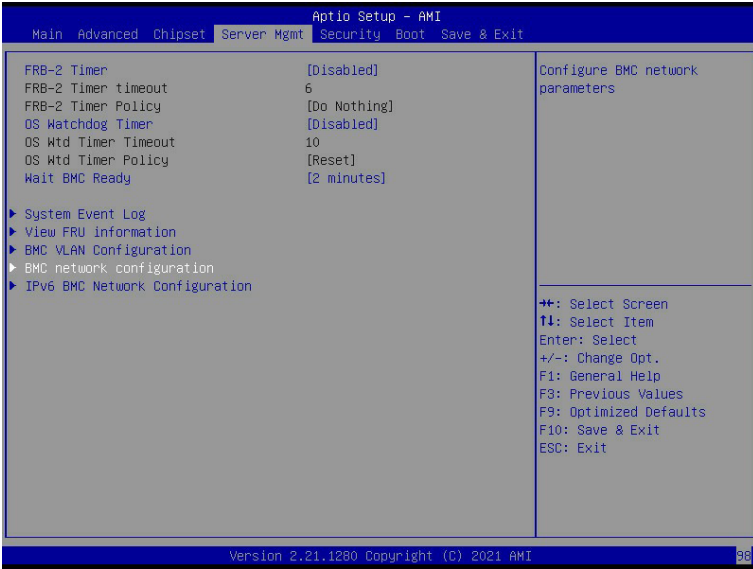 Aptio Setup - AMI
Main Advanced Chipset Server Mgmt Security Boot Save & Exit
FRB-2 Timer [Disabled]
FRB-2 Timer timeout 6
FRB-2 Timer Policy [Do Nothing]
OS Watchdog Timer [Disabled]
OS Wtd Timer Timeout 10
OS Wtd Timer Policy [Reset]
Wait BMC Ready [2 minutes]
System Event Log
View FRU information
BMC VLAN Configuration
BMC network configuration
IPv6 BMC Network Configuration
Configure BMC network
parameters
→←: Select Screen
↑↓: Select Item
Enter: Select
+/-: Change Opt.
F1: General Help
F3: Previous Values
F9: Optimized Defaults
F10: Save & Exit
ESC: Exit
Version 2.21.1280 Copyright (C) 2021 AMI
98